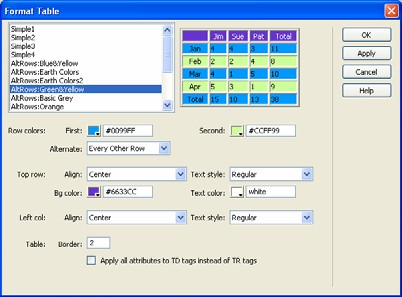 Format Table
Simple1
Simple2
Simple3
Simple4
AltRows:Blue&Yellow
AltRows:Earth Colors
AltRows:Earth Colors2
AltRows:Green&Yellow
AltRows:Basic Grey
AltRows:Orange
Jim Sue Pat Total
Jan 4 4 3 11
Feb 2 2 4 8
Mar 4 1 5 10
Apr 5 3 1 9
Total 15 10 13 38
OK
Apply
Cancel
Help
Row colors: First: #0099FF Second: #CCFF99
Alternate: Every Other Row
Top row: Align: Center Text style: Regular
Bg color: #6633CC Text color: white
Left col: Align: Center Text style: Regular
Table: Border: 2
Apply all attributes to TD tags instead of TR tags